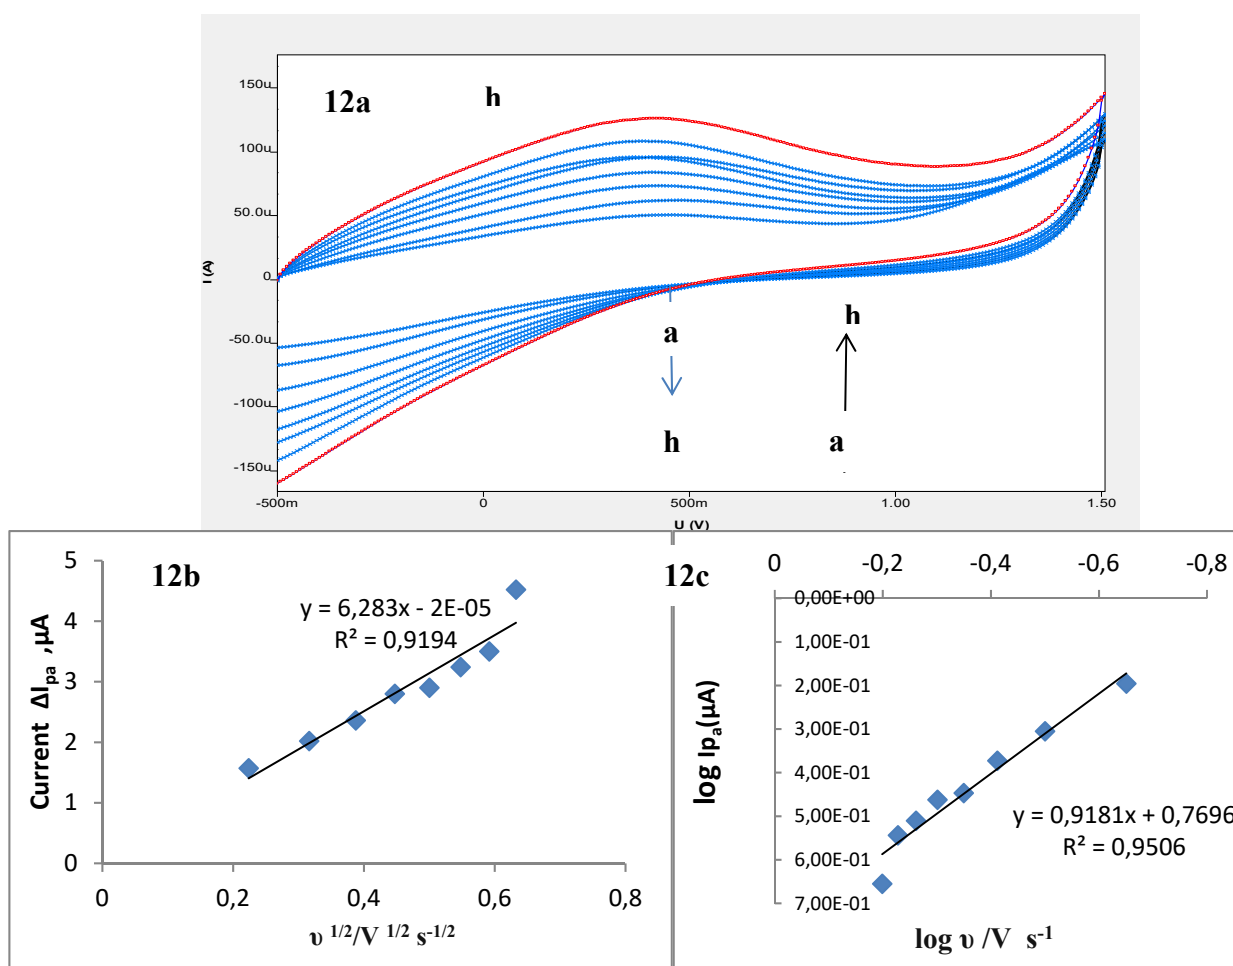 12a
h
150u
100u
50.0u
0
-50.0u
-100u
-150u
I (A)
h
a
a
h
-500m
0
500m
1.00
1.50
U (V)
12b
5
4
3
2
1
0
y = 6,283x - 2E-05
R² = 0,9194
Current ΔIpa ,µA
0
0,2
0,4
0,6
0,8
υ 1/2/V 1/2 s-1/2
12c
0
-0,2
-0,4
-0,6
-0,8
0,00E+00
1,00E-01
2,00E-01
3,00E-01
4,00E-01
5,00E-01
6,00E-01
7,00E-01
y = 0,9181x + 0,7696
R² = 0,9506
log Ipa(µA)
log υ /V s-1